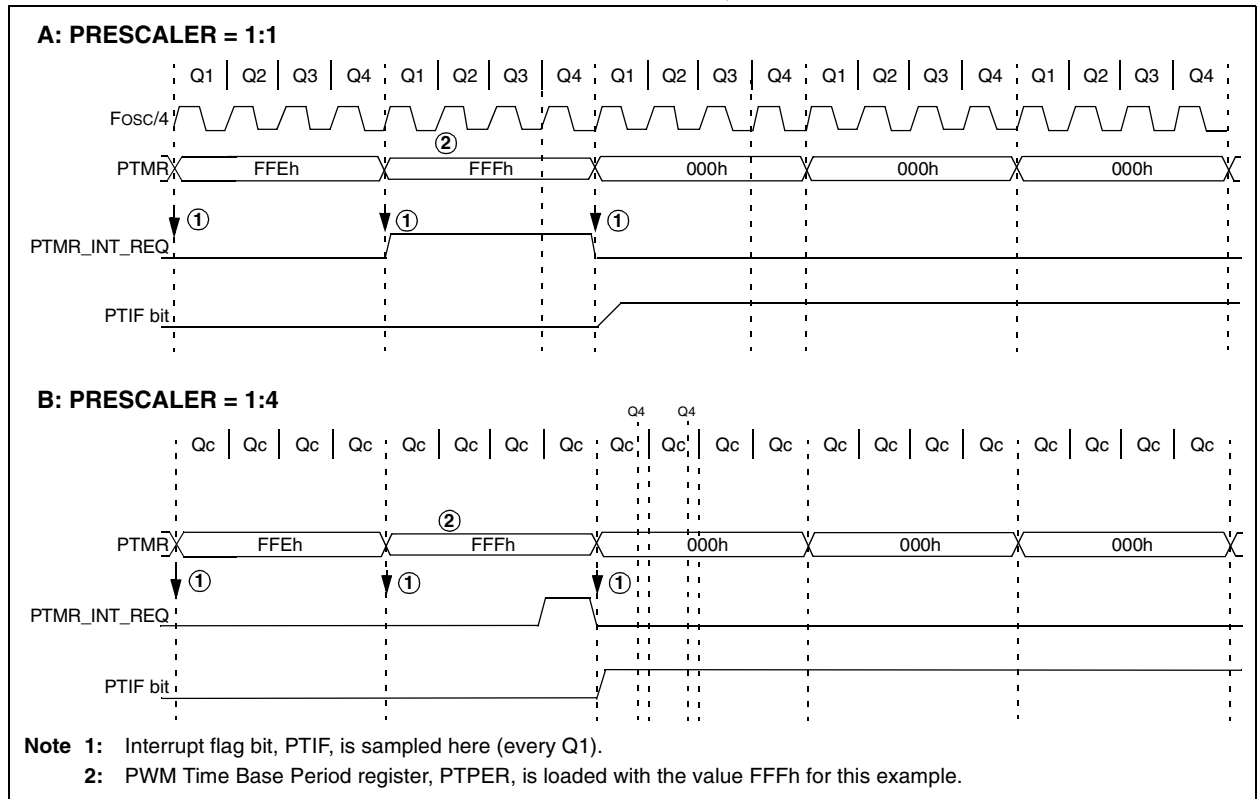 A: PRESCALER = 1:1
Q1 Q2 Q3 Q4 Q1 Q2 Q3 Q4 Q1 Q2 Q3 Q4 Q1 Q2 Q3 Q4 Q1 Q2 Q3 Q4
FOSC/4
2
PTMR FFEh FFFh 000h 000h 000h
1 1 1
PTMR_INT_REQ
PTIF bit
B: PRESCALER = 1:4
Q4 Q4
Qc Qc Qc Qc Qc Qc Qc Qc Qc Qc Qc Qc Qc Qc Qc Qc Qc Qc Qc Qc
2
PTMR FFEh FFFh 000h 000h 000h
1 1 1
PTMR_INT_REQ
PTIF bit
Note 1: Interrupt flag bit, PTIF, is sampled here (every Q1).
2: PWM Time Base Period register, PTPER, is loaded with the value FFFh for this example.